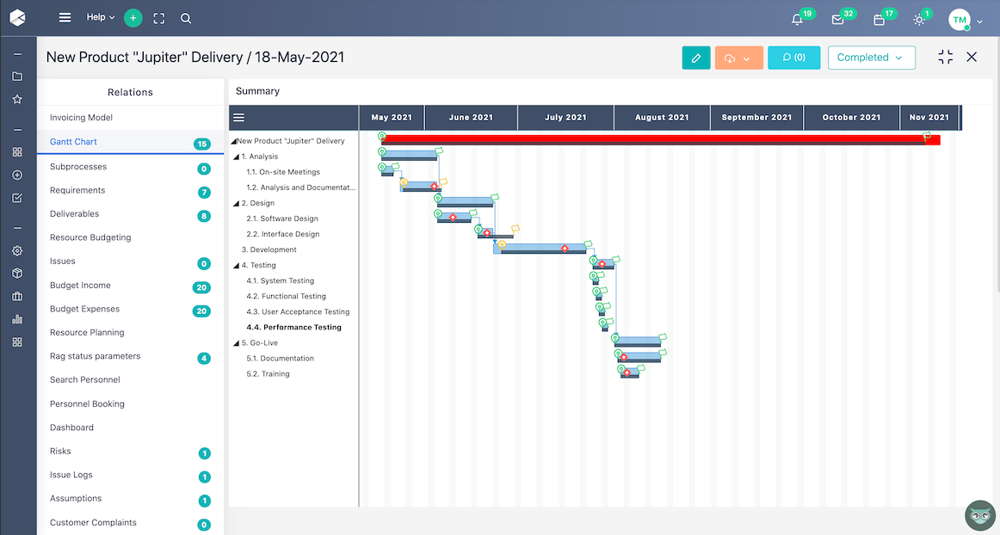 Help
+
19
32
17
1
TM
New Product "Jupiter" Delivery / 18-May-2021
(0)
Completed
Relations
Invoicing Model
Gantt Chart 15
Subprocesses 0
Requirements 7
Deliverables 8
Resource Budgeting
Issues 0
Budget Income 20
Budget Expenses 20
Resource Planning
Rag status parameters 4
Search Personnel
Personnel Booking
Dashboard
Risks 1
Issue Logs 1
Assumptions 1
Customer Complaints 0
Summary
May 2021 June 2021 July 2021 August 2021 September 2021 October 2021 Nov 2021
New Product "Jupiter" Delivery
1. Analysis
1.1. On-site Meetings
1.2. Analysis and Documentat...
2. Design
2.1. Software Design
2.2. Interface Design
3. Development
4. Testing
4.1. System Testing
4.2. Functional Testing
4.3. User Acceptance Testing
4.4. Performance Testing
5. Go-Live
5.1. Documentation
5.2. Training